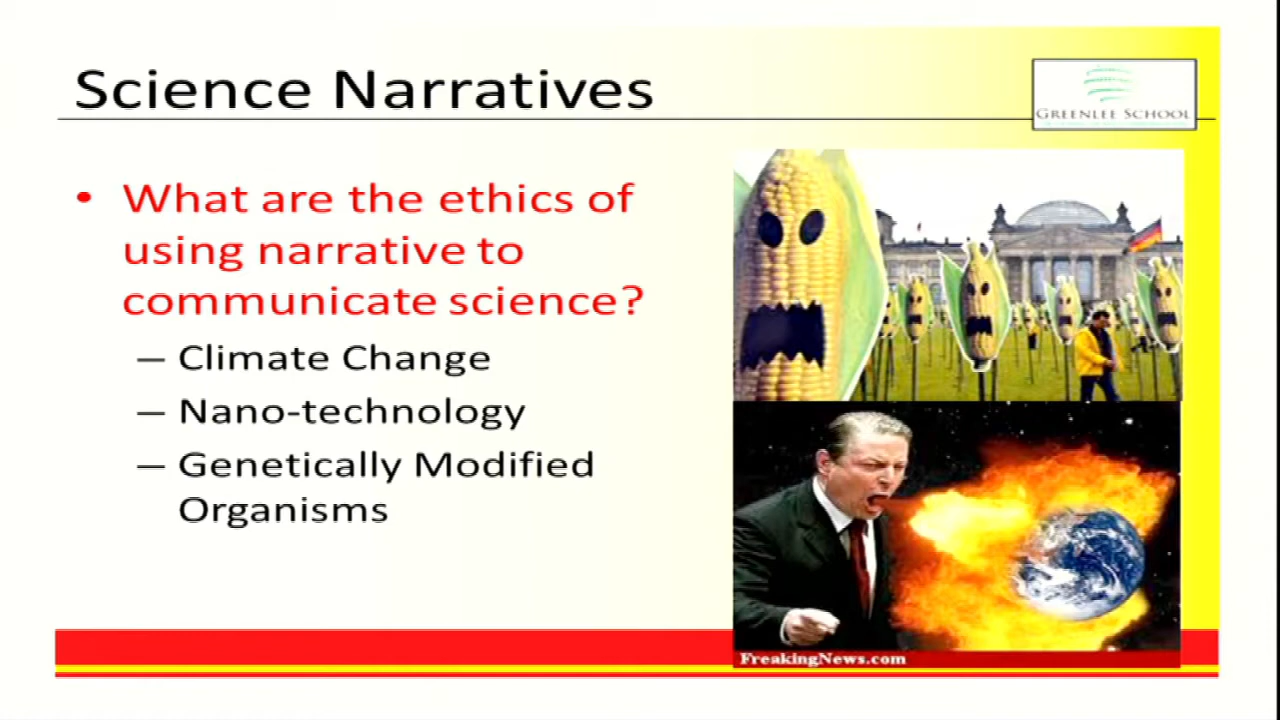 Science Narratives
GREENLEE SCHOOL
• What are the ethics of
using narrative to
communicate science?
– Climate Change
– Nano-technology
– Genetically Modified
Organisms
FreakingNews.com